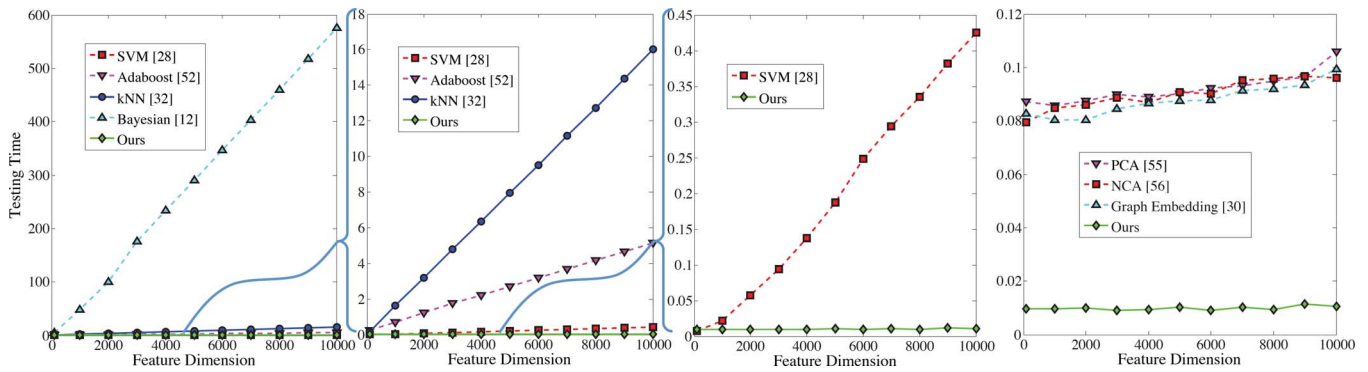 Testing Time
600
500
400
300
200
100
0
SVM [28]
Adaboost [52]
kNN [32]
Bayesian [12]
Ours
0 2000 4000 6000 8000 10000
Feature Dimension
18
16
14
12
10
8
6
4
2
0
SVM [28]
Adaboost [52]
kNN [32]
Ours
0 2000 4000 6000 8000 10000
Feature Dimension
0.45
0.4
0.35
0.3
0.25
0.2
0.15
0.1
0.05
0
SVM [28]
Ours
0 2000 4000 6000 8000 10000
Feature Dimension
0.12
0.1
0.08
0.06
0.04
0.02
0
PCA [55]
NCA [56]
Graph Embedding [30]
Ours
0 2000 4000 6000 8000 10000
Feature Dimension